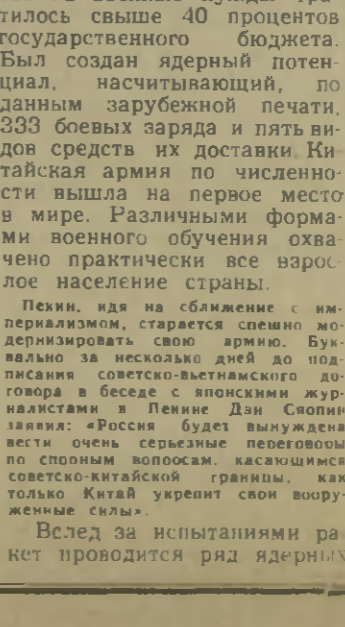 тилось свыше 40 процентов
государственного бюджета.
Был создан ядерный потен-
циал, насчитывающий, по
данным зарубежной печати,
333 боевых заряда и пять ви-
дов средств их доставки. Ки-
тайская армия по численно-
сти вышла на первое место
в мире. Различными форма-
ми военного обучения охва-
чено практически все взрос-
лое население страны.
Пекин, идя на сближение с им-
периализмом, старается спешно мо-
дернизировать свою армию. Бук-
вально за несколько дней до под-
писания советско-вьетнамского до-
говора в беседе с японскими жур-
налистами в Пекине Дэн Сяопин
заявил: «Россия будет вынуждена
вести очень серьезные переговоры
по спорным вопросам, касающимся
советско-китайской границы, как
только Китай укрепит свои воору-
женные силы».
Вслед за испытаниями ра
кет проводится ряд ядерных